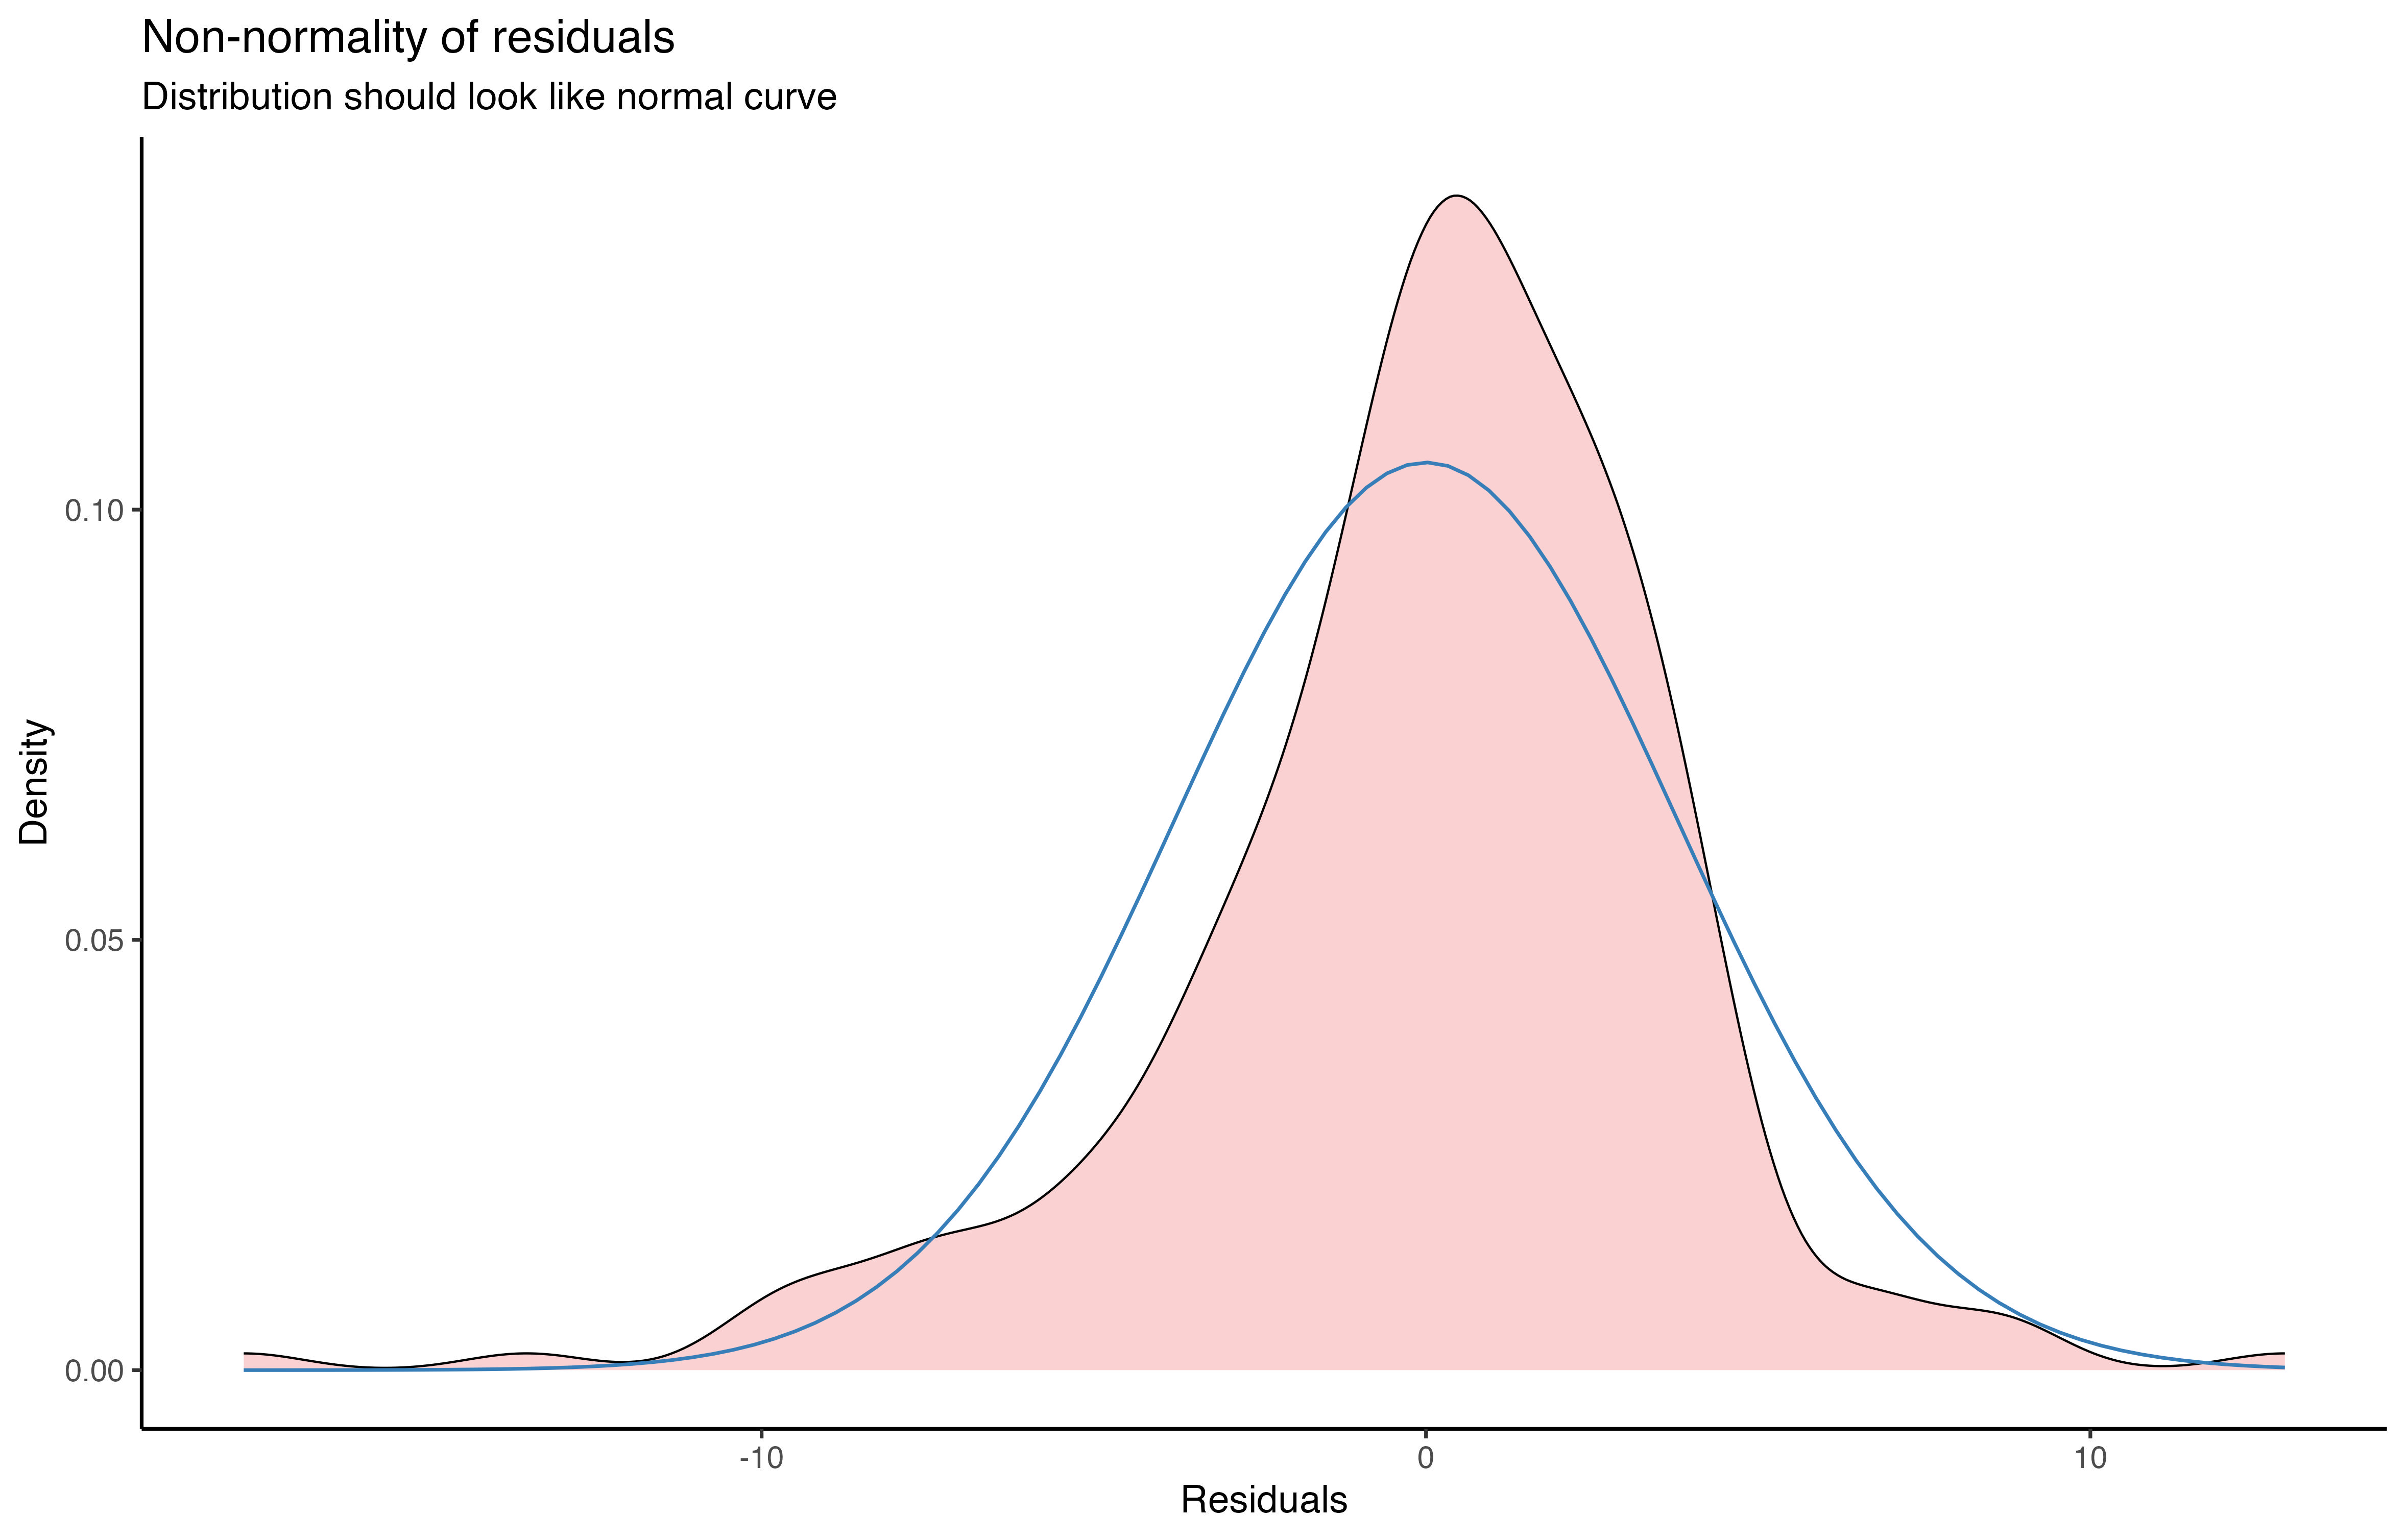 Non-normality of residuals
Distribution should look like normal curve
0.10
0.05
0.00
Density
-10
0
10
Residuals